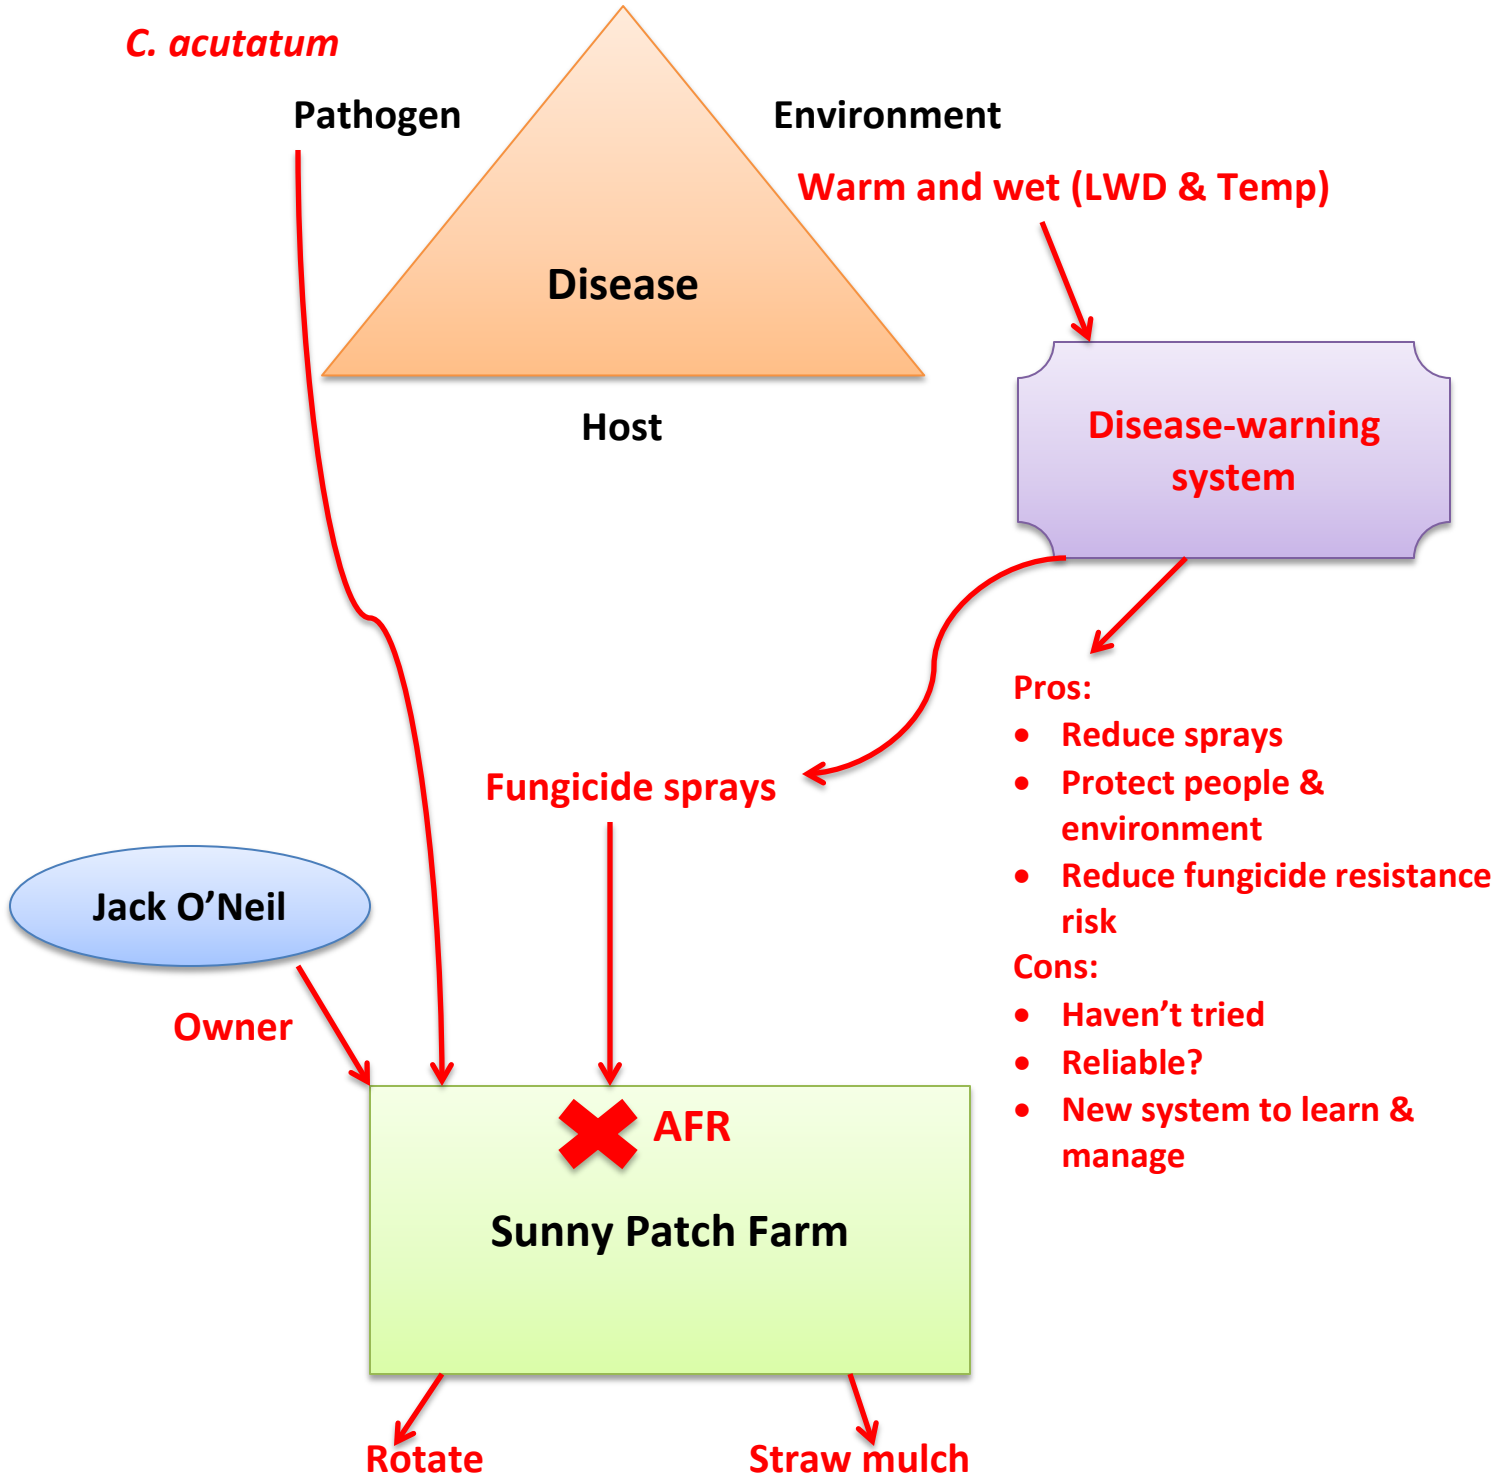 C. acutatum
Pathogen
Environment
Warm and wet (LWD & Temp)
Disease
Host
Disease-warning
system
Pros:
• Reduce sprays
• Protect people &
environment
• Reduce fungicide resistance
risk
Cons:
• Haven’t tried
• Reliable?
• New system to learn &
manage
Fungicide sprays
Jack O’Neil
Owner
AFR
Sunny Patch Farm
Rotate
Straw mulch